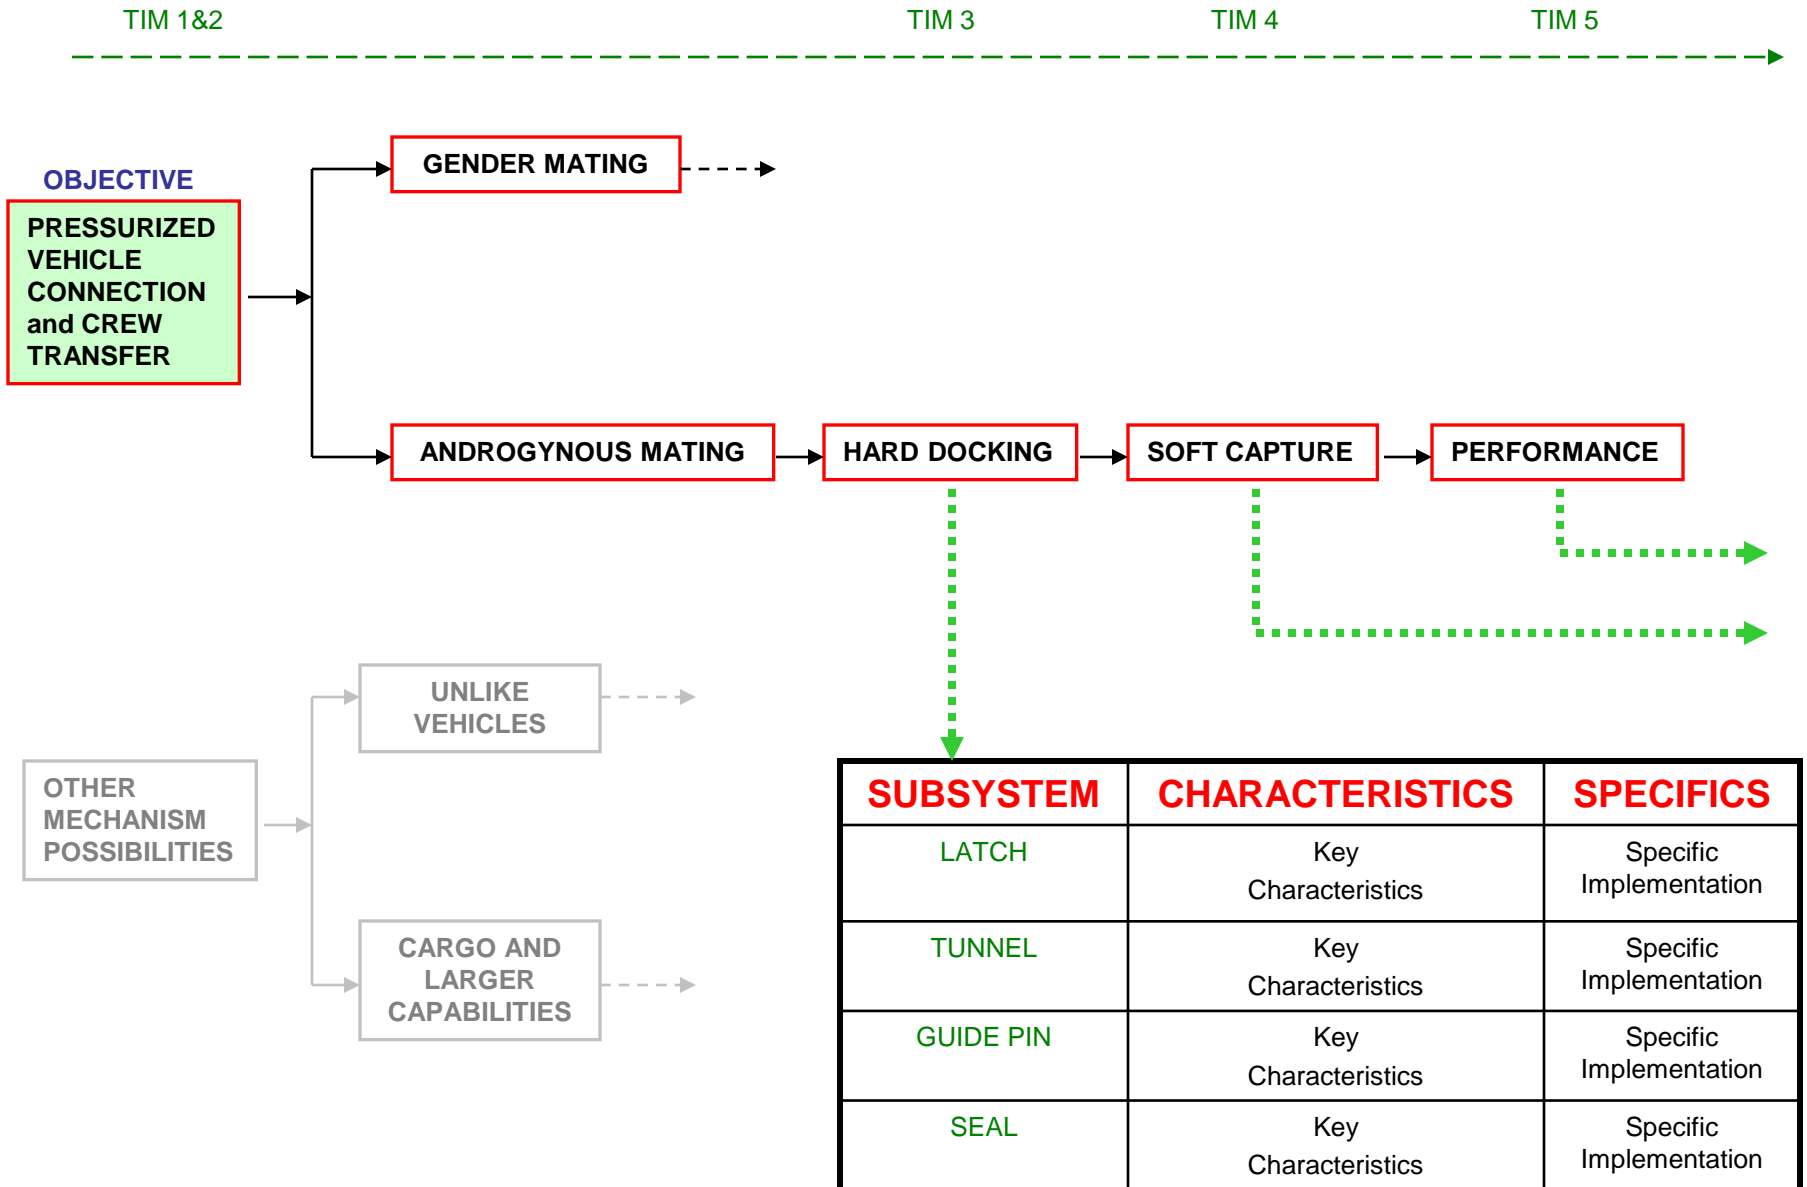 TIM 1&2
TIM 3
TIM 4
TIM 5
OBJECTIVE
PRESSURIZED
VEHICLE
CONNECTION
and CREW
TRANSFER
GENDER MATING
ANDROGYNOUS MATING
HARD DOCKING
SOFT CAPTURE
PERFORMANCE
OTHER
MECHANISM
POSSIBILITIES
UNLIKE
VEHICLES
CARGO AND
LARGER
CAPABILITIES
SUBSYSTEM
CHARACTERISTICS
SPECIFICS
LATCH
Key
Characteristics
Specific
Implementation
TUNNEL
Key
Characteristics
Specific
Implementation
GUIDE PIN
Key
Characteristics
Specific
Implementation
SEAL
Key
Characteristics
Specific
Implementation